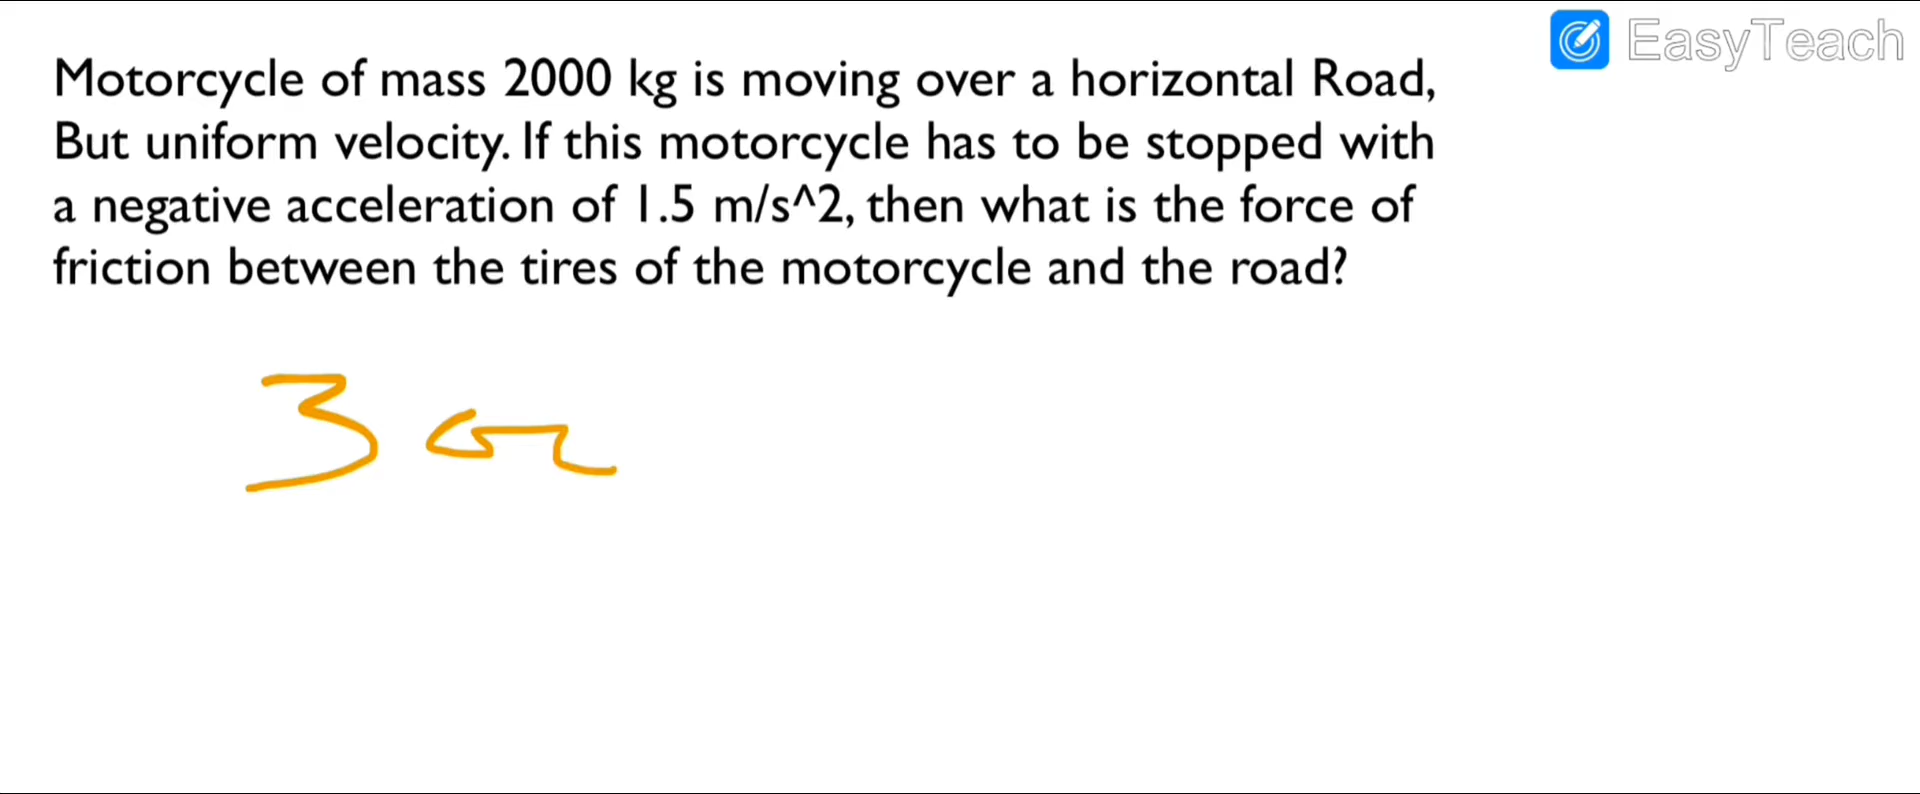 EasyTeach
Motorcycle of mass 2000 kg is moving over a horizontal Road,
But uniform velocity. If this motorcycle has to be stopped with
a negative acceleration of 1.5 m/s^2, then what is the force of
friction between the tires of the motorcycle and the road?
3